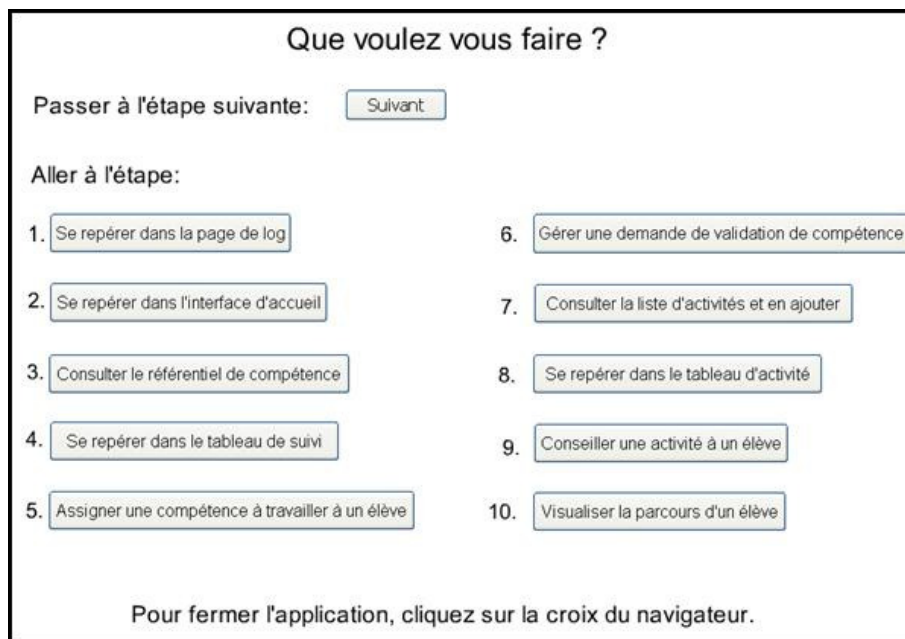 Que voulez vous faire ?
Passer à l'étape suivante: Suivant
Aller à l'étape:
1. Se repérer dans la page de log
2. Se repérer dans l'interface d'accueil
3. Consulter le référentiel de compétence
4. Se repérer dans le tableau de suivi
5. Assigner une compétence à travailler à un élève
6. Gérer une demande de validation de compétence
7. Consulter la liste d'activités et en ajouter
8. Se repérer dans le tableau d'activité
9. Conseiller une activité à un élève
10. Visualiser la parcours d'un élève
Pour fermer l'application, cliquez sur la croix du navigateur.